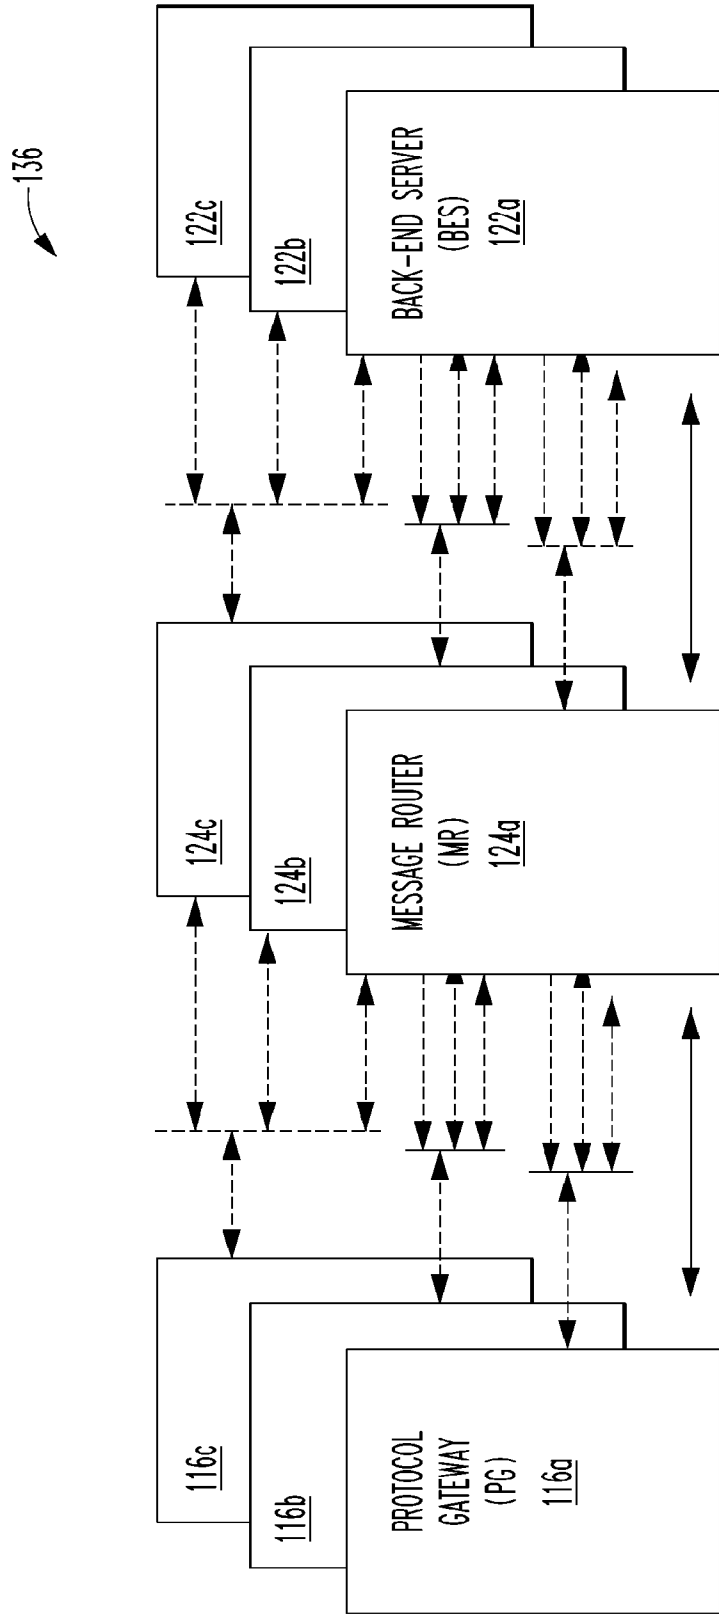 136
116c
116b
PROTOCOL
GATEWAY
(PG)
116a
124c
124b
MESSAGE ROUTER
(MR)
124a
122c
122b
BACK-END SERVER
(BES)
122a